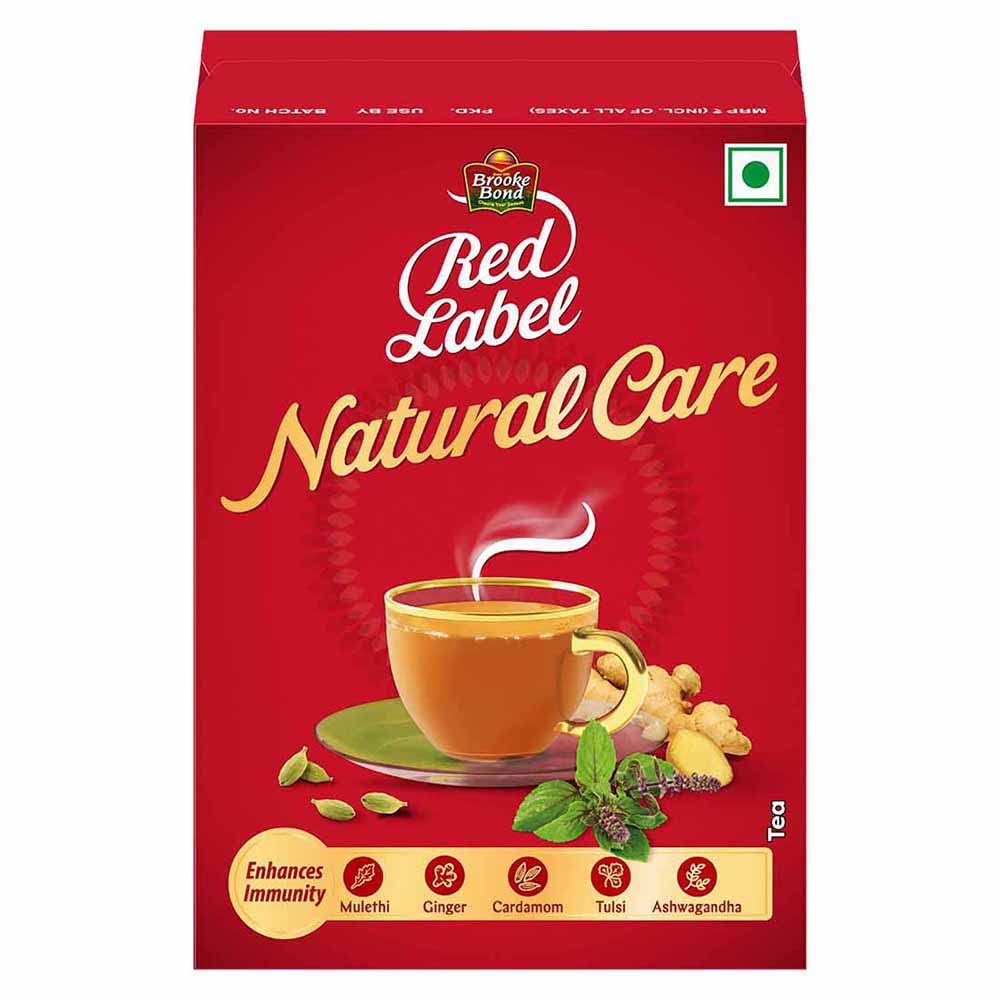 MRP ₹ (INCL. OF ALL TAXES) PKD. USE BY BATCH No.
Brooke
Bond
Red
Label
Natural Care
Tea
Enhances
Immunity
Mulethi Ginger Cardamom Tulsi Ashwagandha